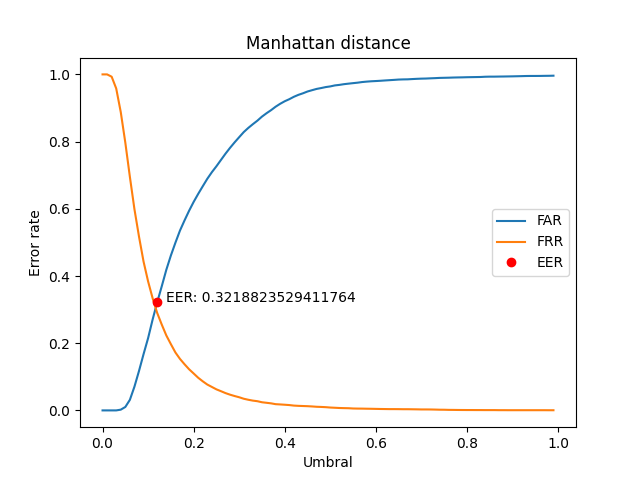 Manhattan distance
1.0
0.8
0.6
0.4
0.2
0.0
Error rate
EER: 0.3218823529411764
FAR
FRR
EER
0.0 0.2 0.4 0.6 0.8 1.0
Umbral